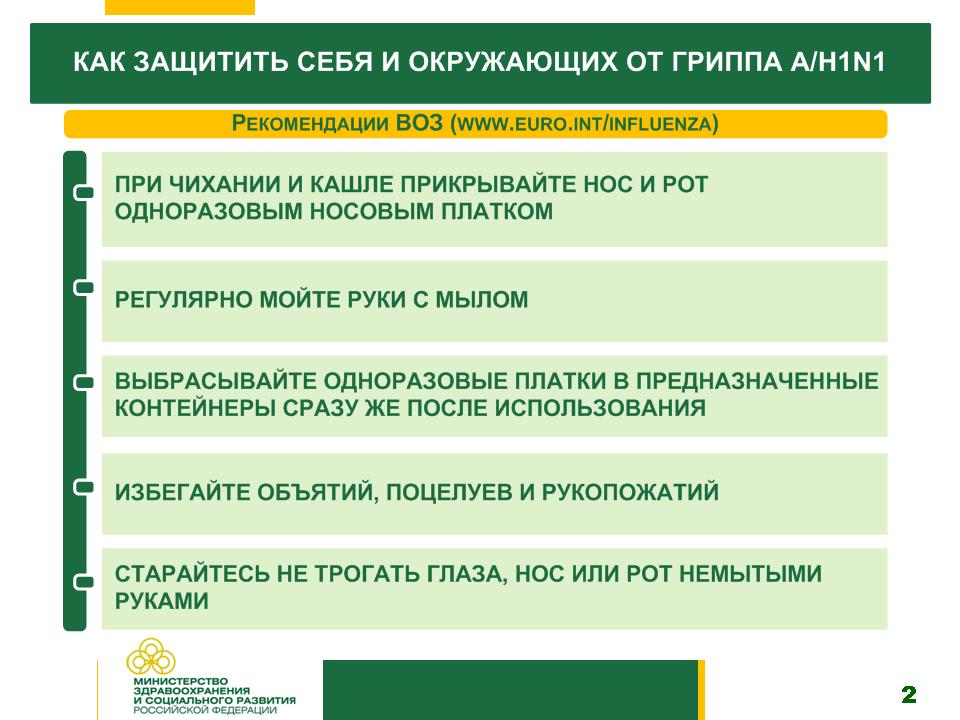 КАК ЗАЩИТИТЬ СЕБЯ И ОКРУЖАЮЩИХ ОТ ГРИППА A/H1N1
РЕКОМЕНДАЦИИ ВОЗ (WWW.EURO.INT/INFLUENZA)
ПРИ ЧИХАНИИ И КАШЛЕ ПРИКРЫВАЙТЕ НОС И РОТ
ОДНОРАЗОВЫМ НОСОВЫМ ПЛАТКОМ
РЕГУЛЯРНО МОЙТЕ РУКИ С МЫЛОМ
ВЫБРАСЫВАЙТЕ ОДНОРАЗОВЫЕ ПЛАТКИ В ПРЕДНАЗНАЧЕННЫЕ
КОНТЕЙНЕРЫ СРАЗУ ЖЕ ПОСЛЕ ИСПОЛЬЗОВАНИЯ
ИЗБЕГАЙТЕ ОБЪЯТИЙ, ПОЦЕЛУЕВ И РУКОПОЖАТИЙ
СТАРАЙТЕСЬ НЕ ТРОГАТЬ ГЛАЗА, НОС ИЛИ РОТ НЕМЫТЫМИ
РУКАМИ
МИНИСТЕРСТВО
ЗДРАВООХРАНЕНИЯ
И СОЦИАЛЬНОГО РАЗВИТИЯ
РОССИЙСКОЙ ФЕДЕРАЦИИ
2